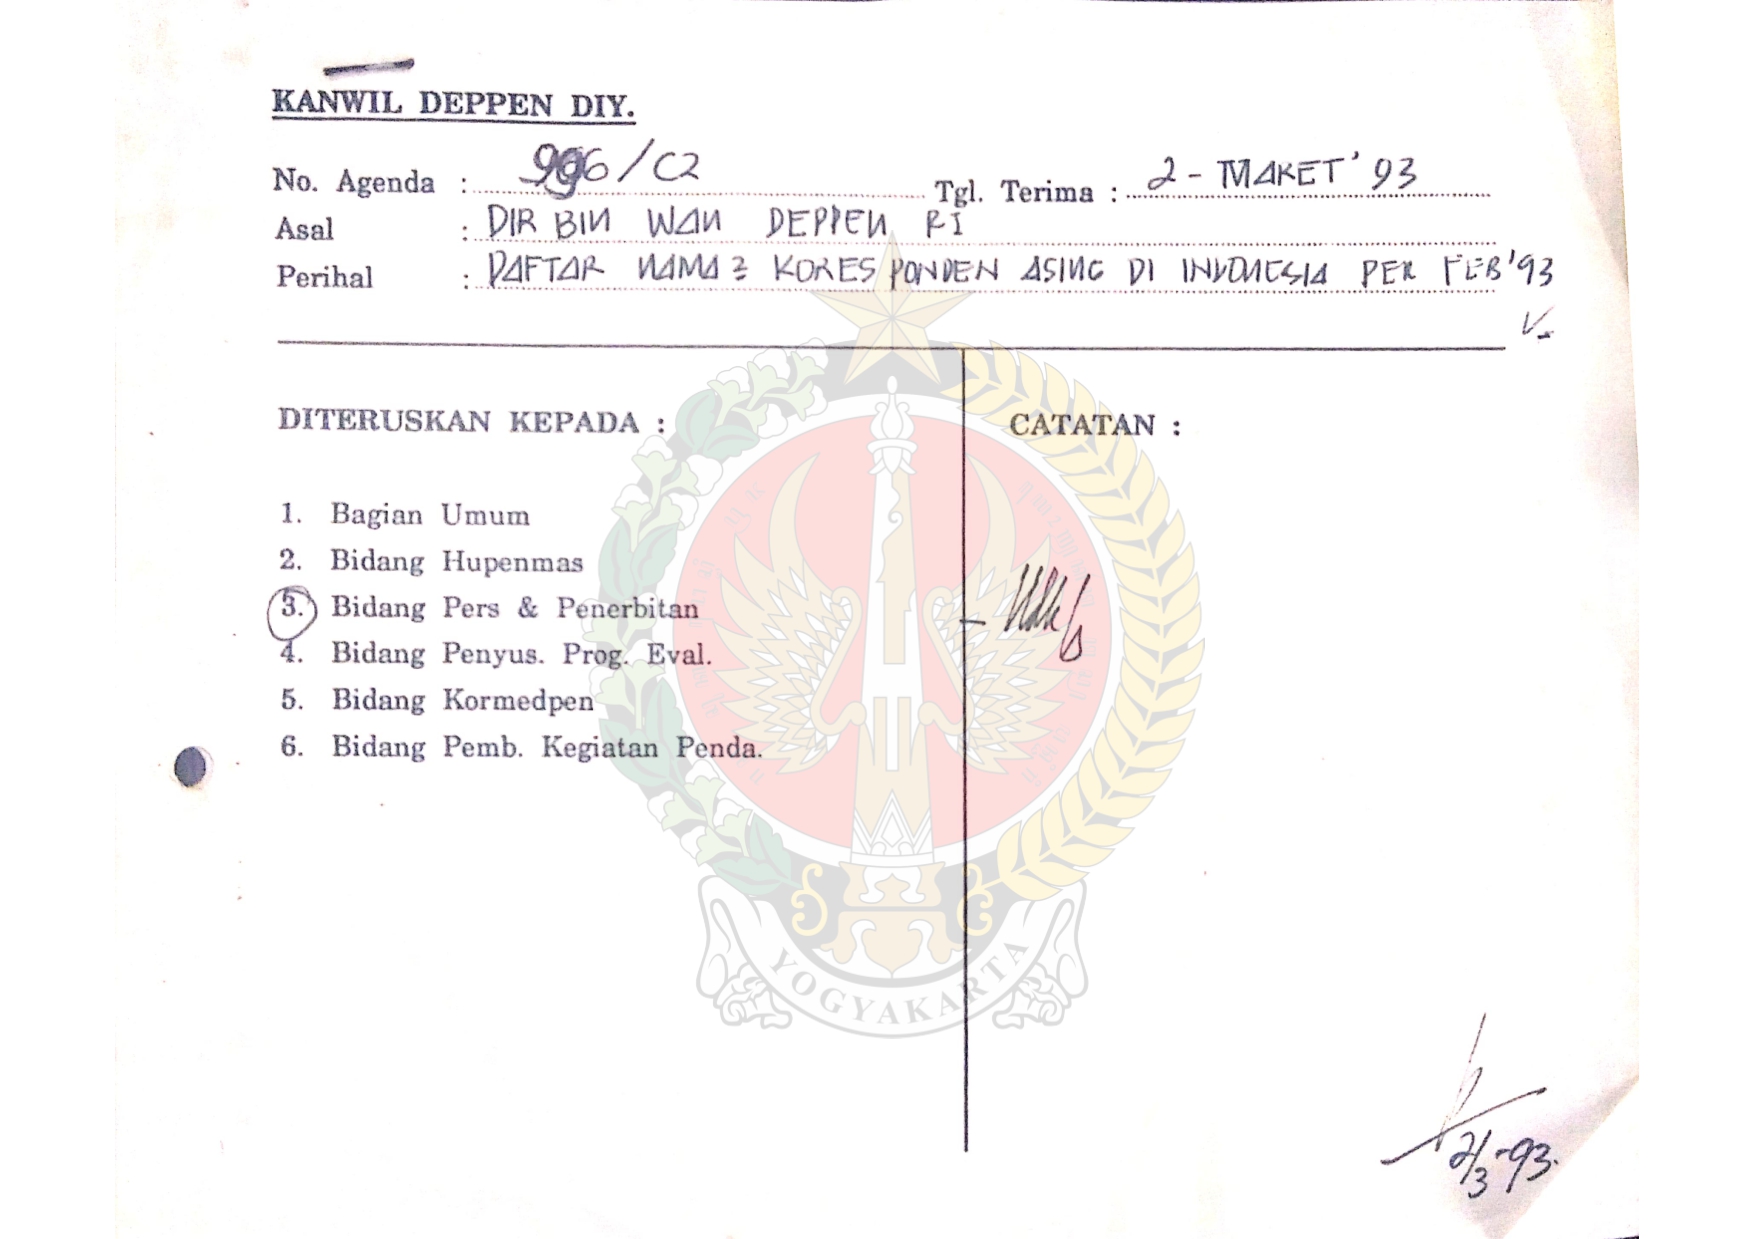 KANWIL DEPPEN DIY.
No. Agenda : 996/C2 Tgl. Terima : 2 - MARET '93
Asal : DIR BIN WAN DEPPEN RI
Perihal : DAFTAR NAMA2 KORESPONDEN ASING DI INDONESIA PER FEB'93
DITERUSKAN KEPADA :
CATATAN :
1. Bagian Umum
2. Bidang Hupenmas
3. Bidang Pers & Penerbitan
4. Bidang Penyus. Prog. Eval.
5. Bidang Kormedpen
6. Bidang Pemb. Kegiatan Penda.
YOGYAKARTA
2/3-93.